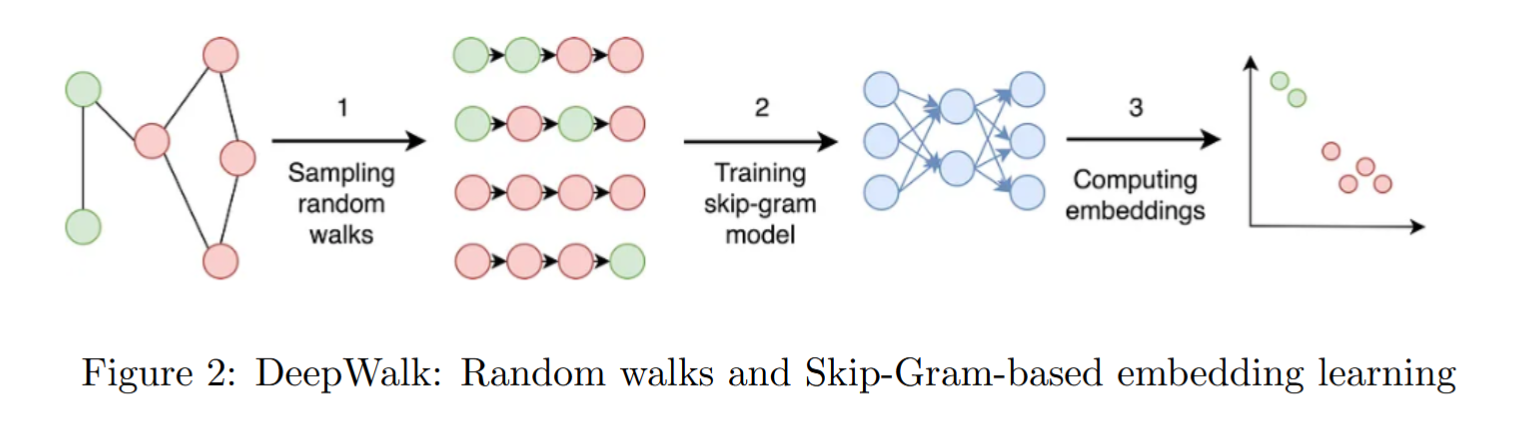 1
Sampling
random
walks
2
Training
skip-gram
model
3
Computing
embeddings
Figure 2: DeepWalk: Random walks and Skip-Gram-based embedding learning